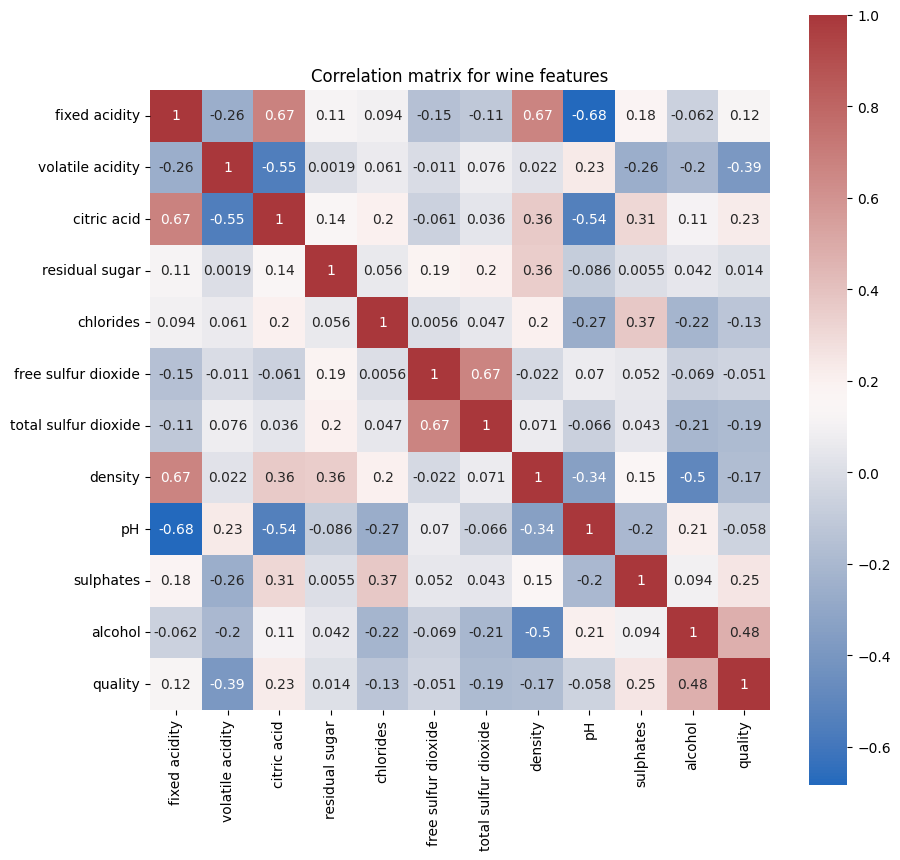 Correlation matrix for wine features
fixed acidity 1 -0.26 0.67 0.11 0.094 -0.15 -0.11 0.67 -0.68 0.18 -0.062 0.12
volatile acidity -0.26 1 -0.55 0.0019 0.061 -0.011 0.076 0.022 0.23 -0.26 -0.2 -0.39
citric acid 0.67 -0.55 1 0.14 0.2 -0.061 0.036 0.36 -0.54 0.31 0.11 0.23
residual sugar 0.11 0.0019 0.14 1 0.056 0.19 0.2 0.36 -0.086 0.0055 0.042 0.014
chlorides 0.094 0.061 0.2 0.056 1 0.0056 0.047 0.2 -0.27 0.37 -0.22 -0.13
free sulfur dioxide -0.15 -0.011 -0.061 0.19 0.0056 1 0.67 -0.022 0.07 0.052 -0.069 -0.051
total sulfur dioxide -0.11 0.076 0.036 0.2 0.047 0.67 1 0.071 -0.066 0.043 -0.21 -0.19
density 0.67 0.022 0.36 0.36 0.2 -0.022 0.071 1 -0.34 0.15 -0.5 -0.17
pH -0.68 0.23 -0.54 -0.086 -0.27 0.07 -0.066 -0.34 1 -0.2 0.21 -0.058
sulphates 0.18 -0.26 0.31 0.0055 0.37 0.052 0.043 0.15 -0.2 1 0.094 0.25
alcohol -0.062 -0.2 0.11 0.042 -0.22 -0.069 -0.21 -0.5 0.21 0.094 1 0.48
quality 0.12 -0.39 0.23 0.014 -0.13 -0.051 -0.19 -0.17 -0.058 0.25 0.48 1
fixed acidity
volatile acidity
citric acid
residual sugar
chlorides
free sulfur dioxide
total sulfur dioxide
density
pH
sulphates
alcohol
quality
1.0
0.8
0.6
0.4
0.2
0.0
−0.2
−0.4
−0.6